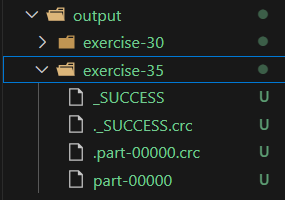 output
exercise-30
exercise-35
_SUCCESS U
._SUCCESS.crc U
.part-00000.crc U
part-00000 U